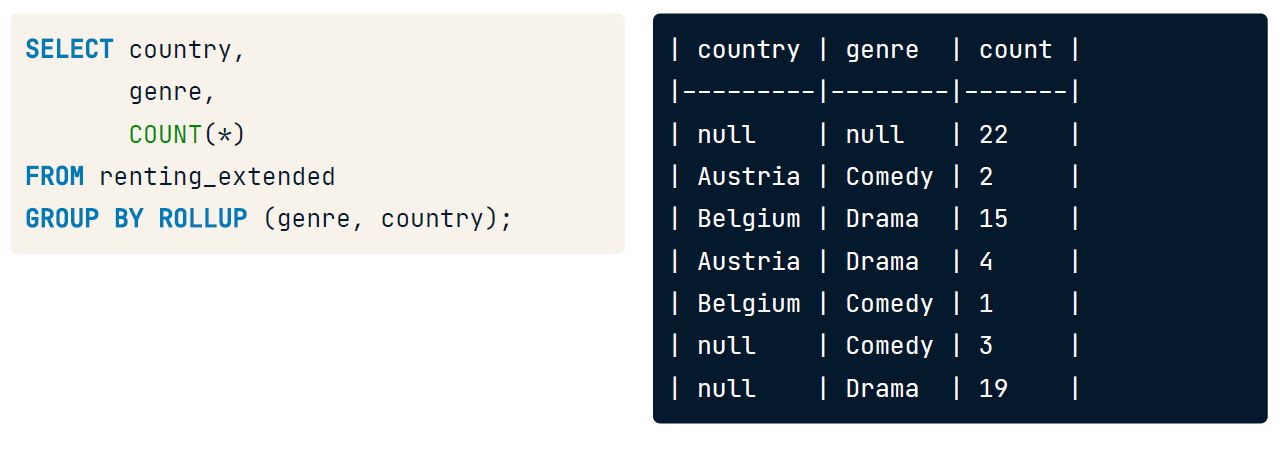 SELECT country,
       genre,
       COUNT(*)
FROM renting_extended
GROUP BY ROLLUP (genre, country);
| country | genre  | count |
|---------|--------|-------|
| null    | null   | 22    |
| Austria | Comedy | 2     |
| Belgium | Drama  | 15    |
| Austria | Drama  | 4     |
| Belgium | Comedy | 1     |
| null    | Comedy | 3     |
| null    | Drama  | 19    |